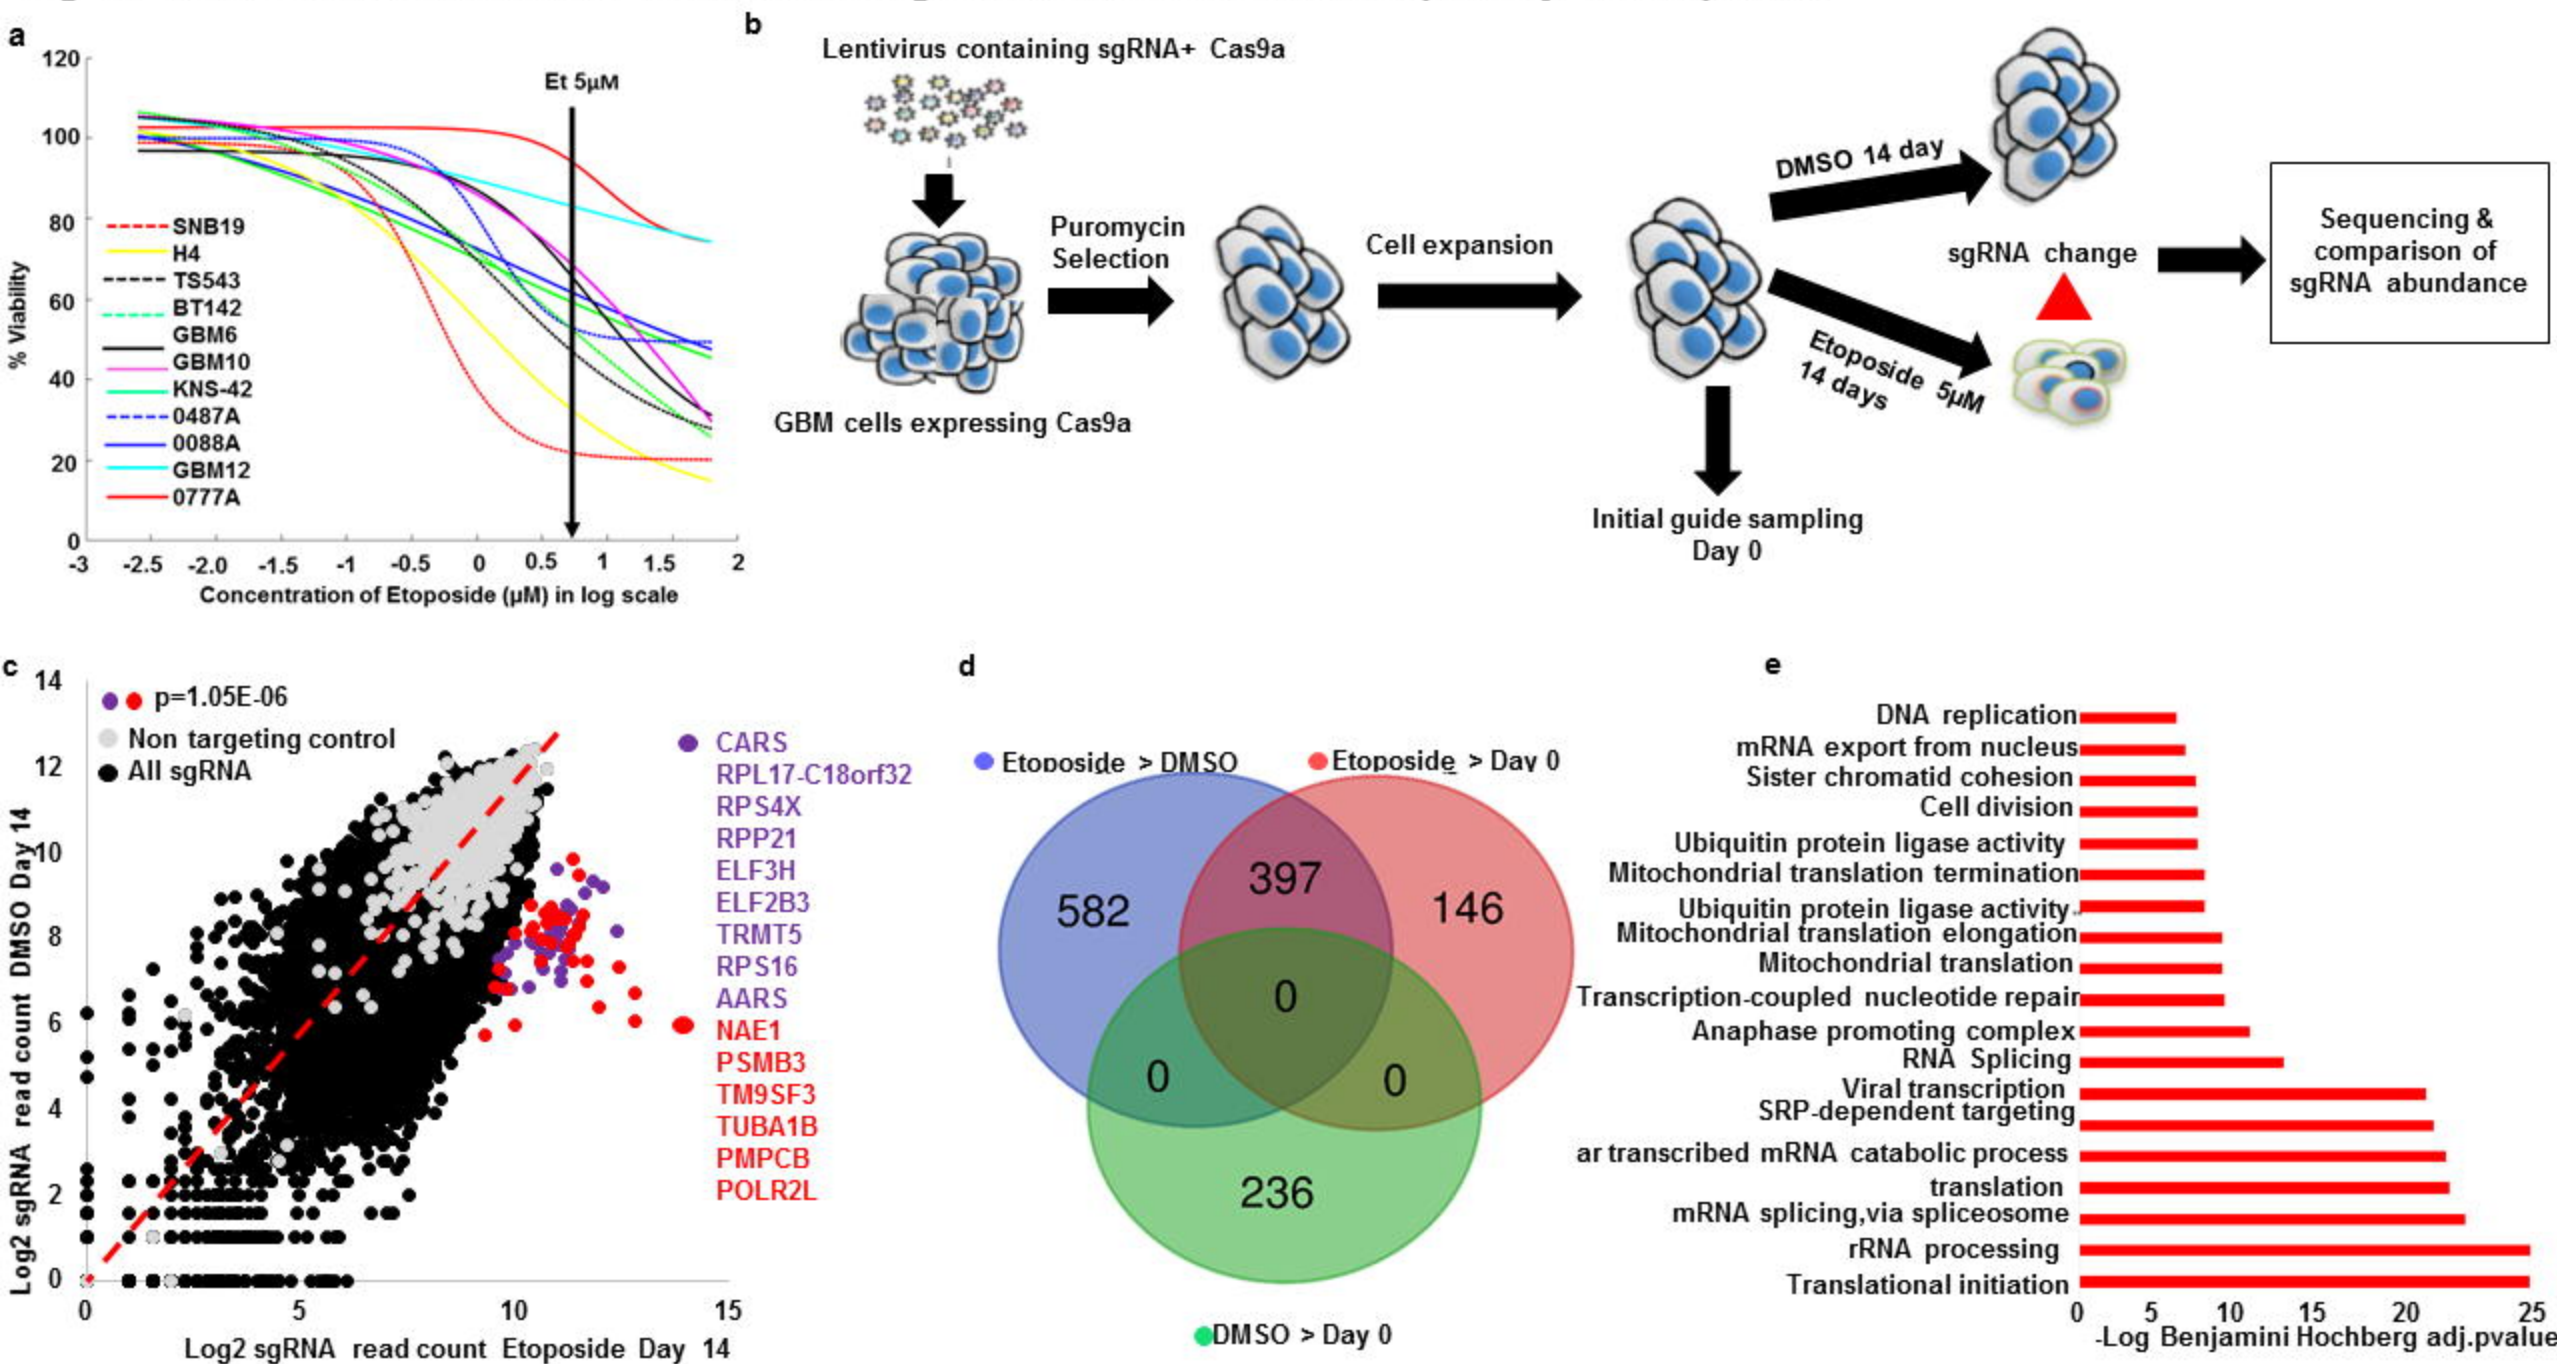 a
120
100
80
60
40
20
0
% Viability
Et 5µM
SNB19
H4
TS543
BT142
GBM6
GBM10
KNS-42
0487A
0088A
GBM12
0777A
-3 -2.5 -2.0 -1.5 -1 -0.5 0 0.5 1 1.5 2
Concentration of Etoposide (µM) in log scale
b
Lentivirus containing sgRNA+ Cas9a
GBM cells expressing Cas9a
Puromycin
Selection
Cell expansion
Initial guide sampling
Day 0
DMSO 14 day
Etoposide 5µM
14 days
sgRNA change
Sequencing &
comparison of
sgRNA abundance
c
14
12
10
8
6
4
2
0
Log2 sgRNA read count DMSO Day 14
p=1.05E-06
Non targeting control
All sgRNA
0 5 10 15
Log2 sgRNA read count Etoposide Day 14
CARS
RPL17-C18orf32
RPS4X
RPP21
ELF3H
ELF2B3
TRMT5
RPS16
AARS
NAE1
PSMB3
TM9SF3
TUBA1B
PMPCB
POLR2L
d
Etoposide > DMSO
Etoposide > Day 0
582
397
146
0
0
0
236
DMSO > Day 0
e
DNA replication
mRNA export from nucleus
Sister chromatid cohesion
Cell division
Ubiquitin protein ligase activity
Mitochondrial translation termination
Ubiquitin protein ligase activity
Mitochondrial translation elongation
Mitochondrial translation
Transcription-coupled nucleotide repair
Anaphase promoting complex
RNA Splicing
Viral transcription
SRP-dependent targeting
ar transcribed mRNA catabolic process
translation
mRNA splicing,via spliceosome
rRNA processing
Translational initiation
0 5 10 15 20 25
-Log Benjamini Hochberg adj.pvalue